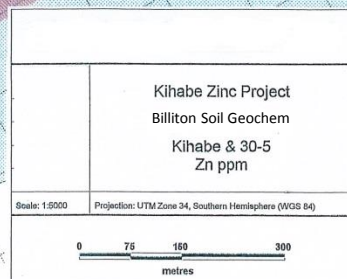 Kihabe Zinc Project
Billiton Soil Geochem
Kihabe & 30-5
Zn ppm
Scale: 1:5000
Projection: UTM Zone 34, Southern Hemisphere (WGS 84)
0 75 150 300
metres